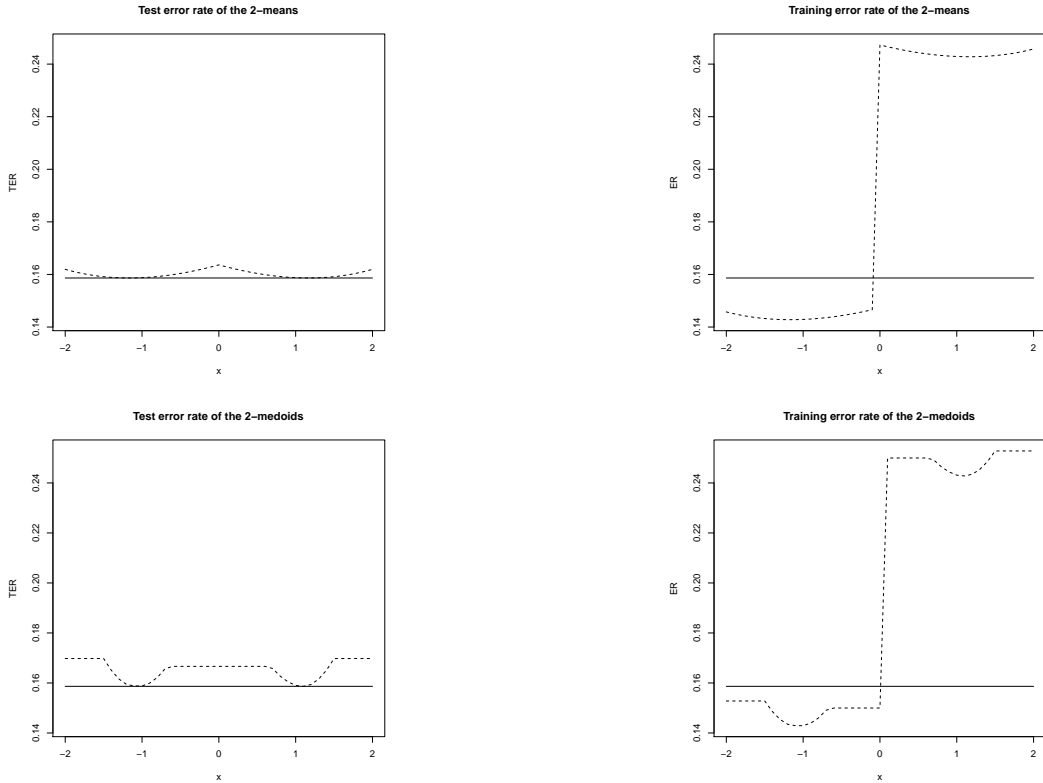 Test error rate of the 2−means
TER
0.14 0.16 0.18 0.20 0.22 0.24
−2 −1 0 1 2
x
Training error rate of the 2−means
ER
0.14 0.16 0.18 0.20 0.22 0.24
−2 −1 0 1 2
x
Test error rate of the 2−medoids
TER
0.14 0.16 0.18 0.20 0.22 0.24
−2 −1 0 1 2
x
Training error rate of the 2−medoids
ER
0.14 0.16 0.18 0.20 0.22 0.24
−2 −1 0 1 2
x